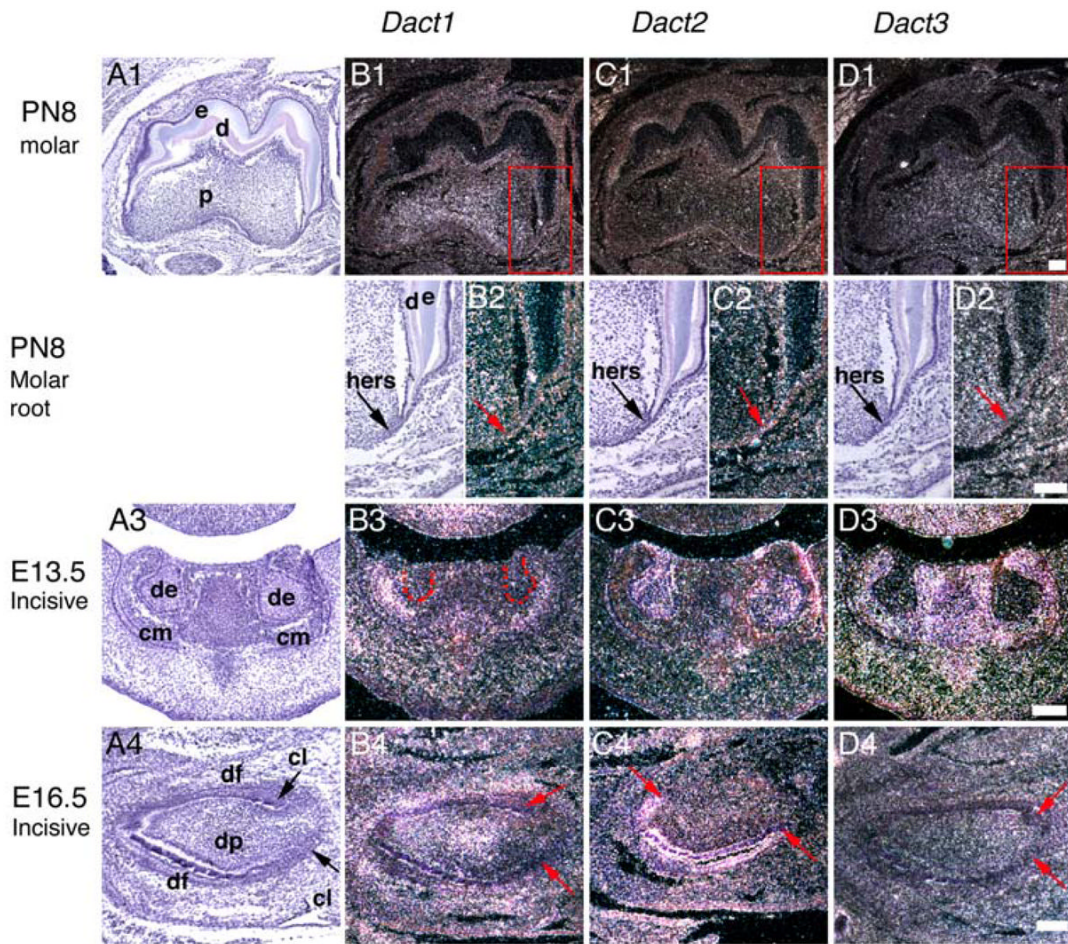 Dact1 Dact2 Dact3
PN8
molar
A1 B1 C1 D1
e
d
p
PN8
Molar
root
B2 C2 D2
d e
hers hers hers
E13.5
Incisive
A3 B3 C3 D3
de de
cm cm
E16.5
Incisive
A4 B4 C4 D4
df cl
dp
df
cl